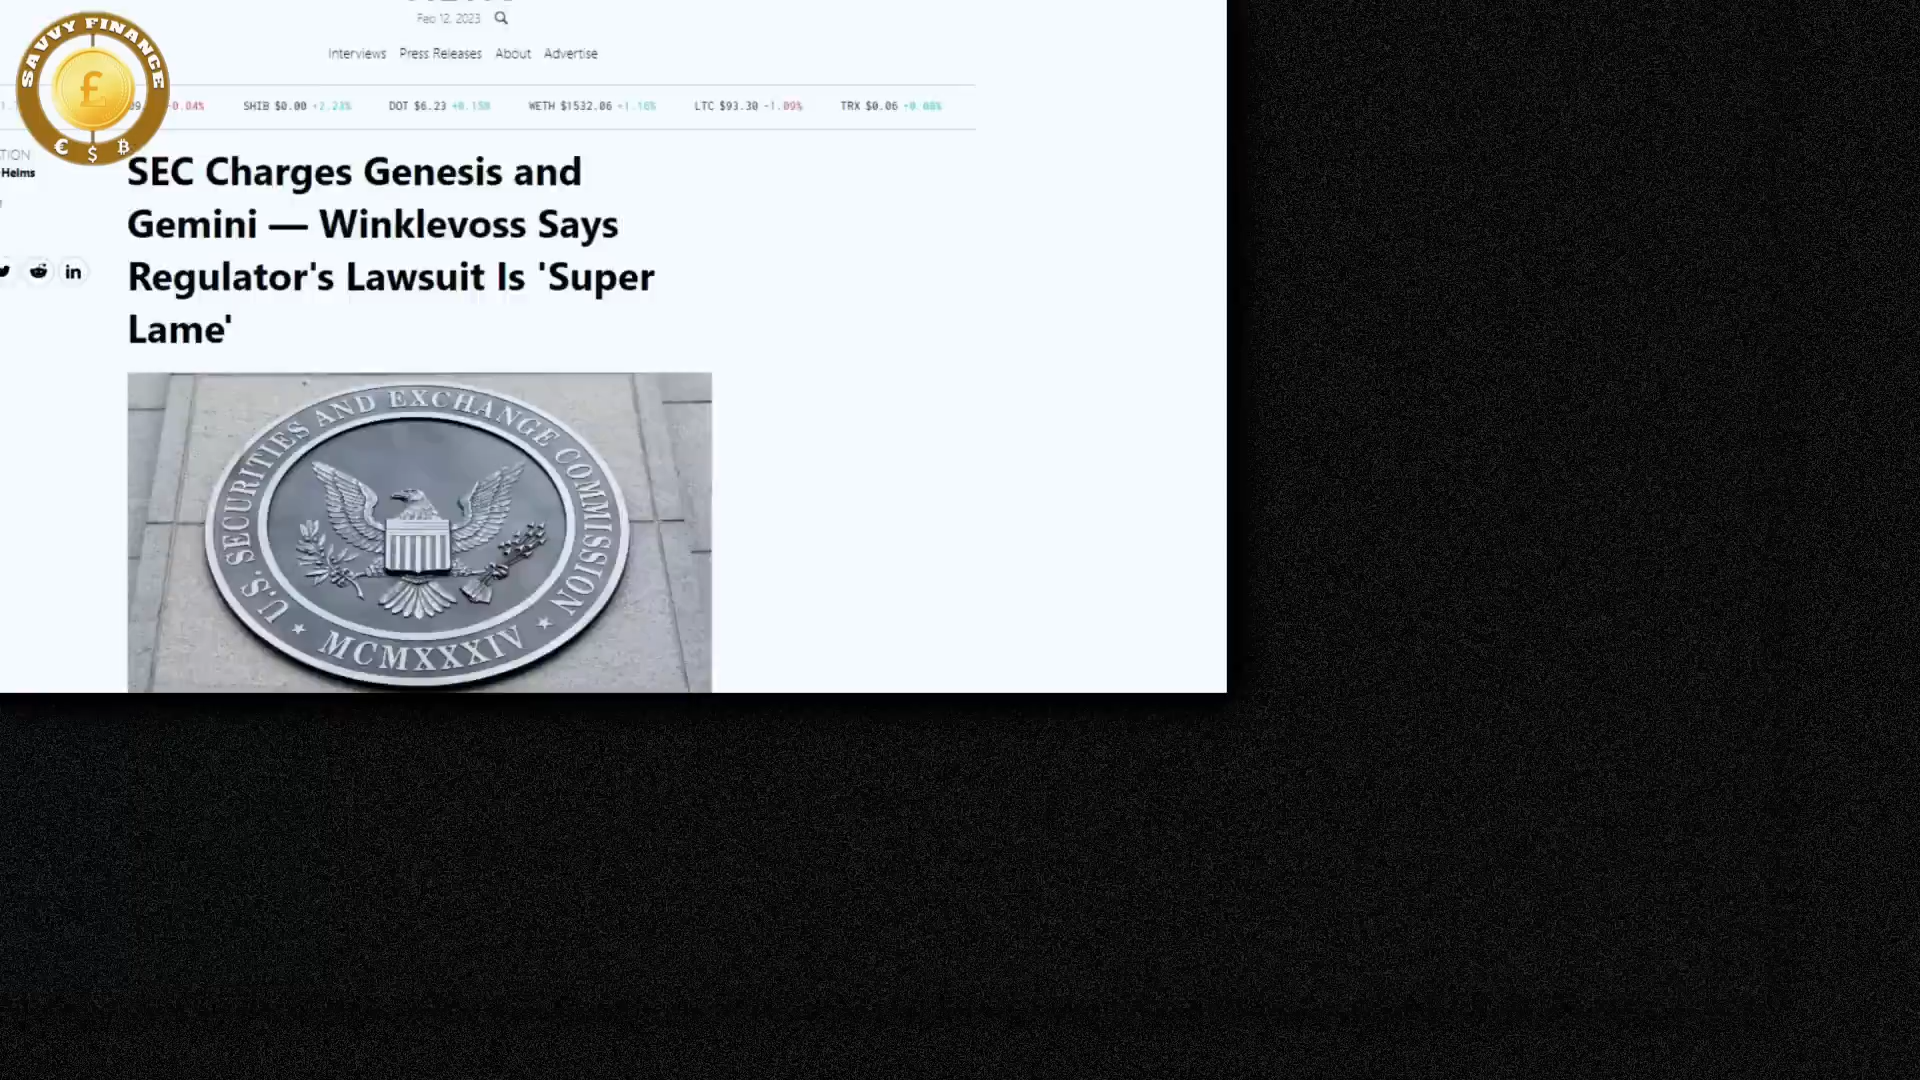 SAVVY FINANCE
£
€ $ ₿
Feb 12, 2023
Interviews Press Releases About Advertise
-0.84% SHIB $0.00 +2.23% DOT $6.23 +0.15% WETH $1532.06 +1.16% LTC $93.30 -1.09% TRX $0.06 +0.08%
Helms
SEC Charges Genesis and
Gemini — Winklevoss Says
Regulator's Lawsuit Is 'Super
Lame'
U.S. SECURITIES AND EXCHANGE COMMISSION
MCMXXXIV